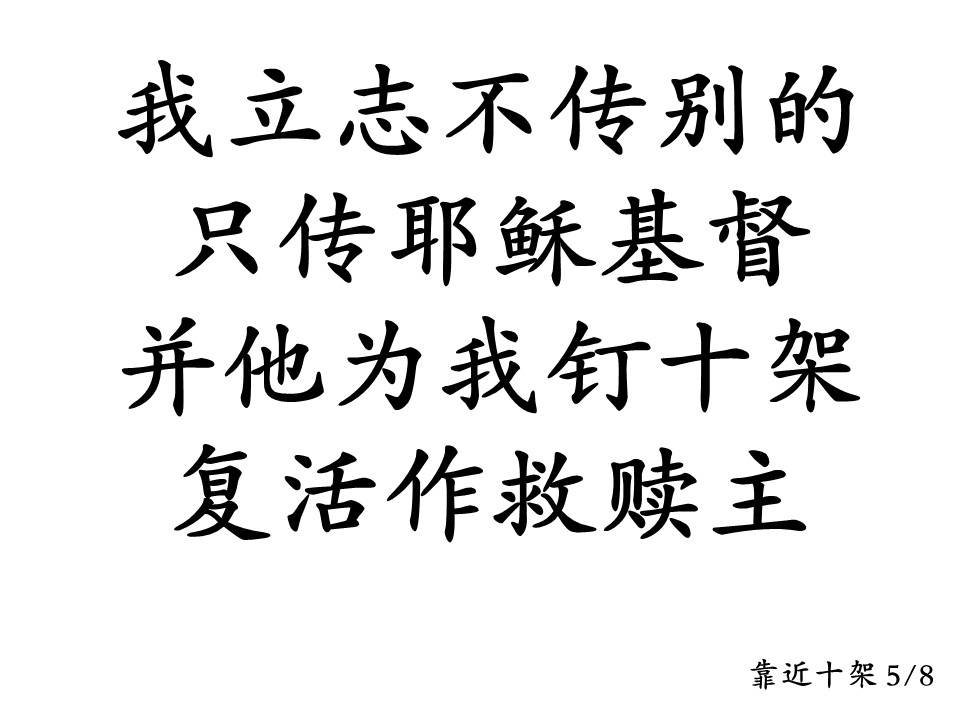 我立志不传别的
只传耶稣基督
并他为我钉十架
复活作救赎主
靠近十架 5/8